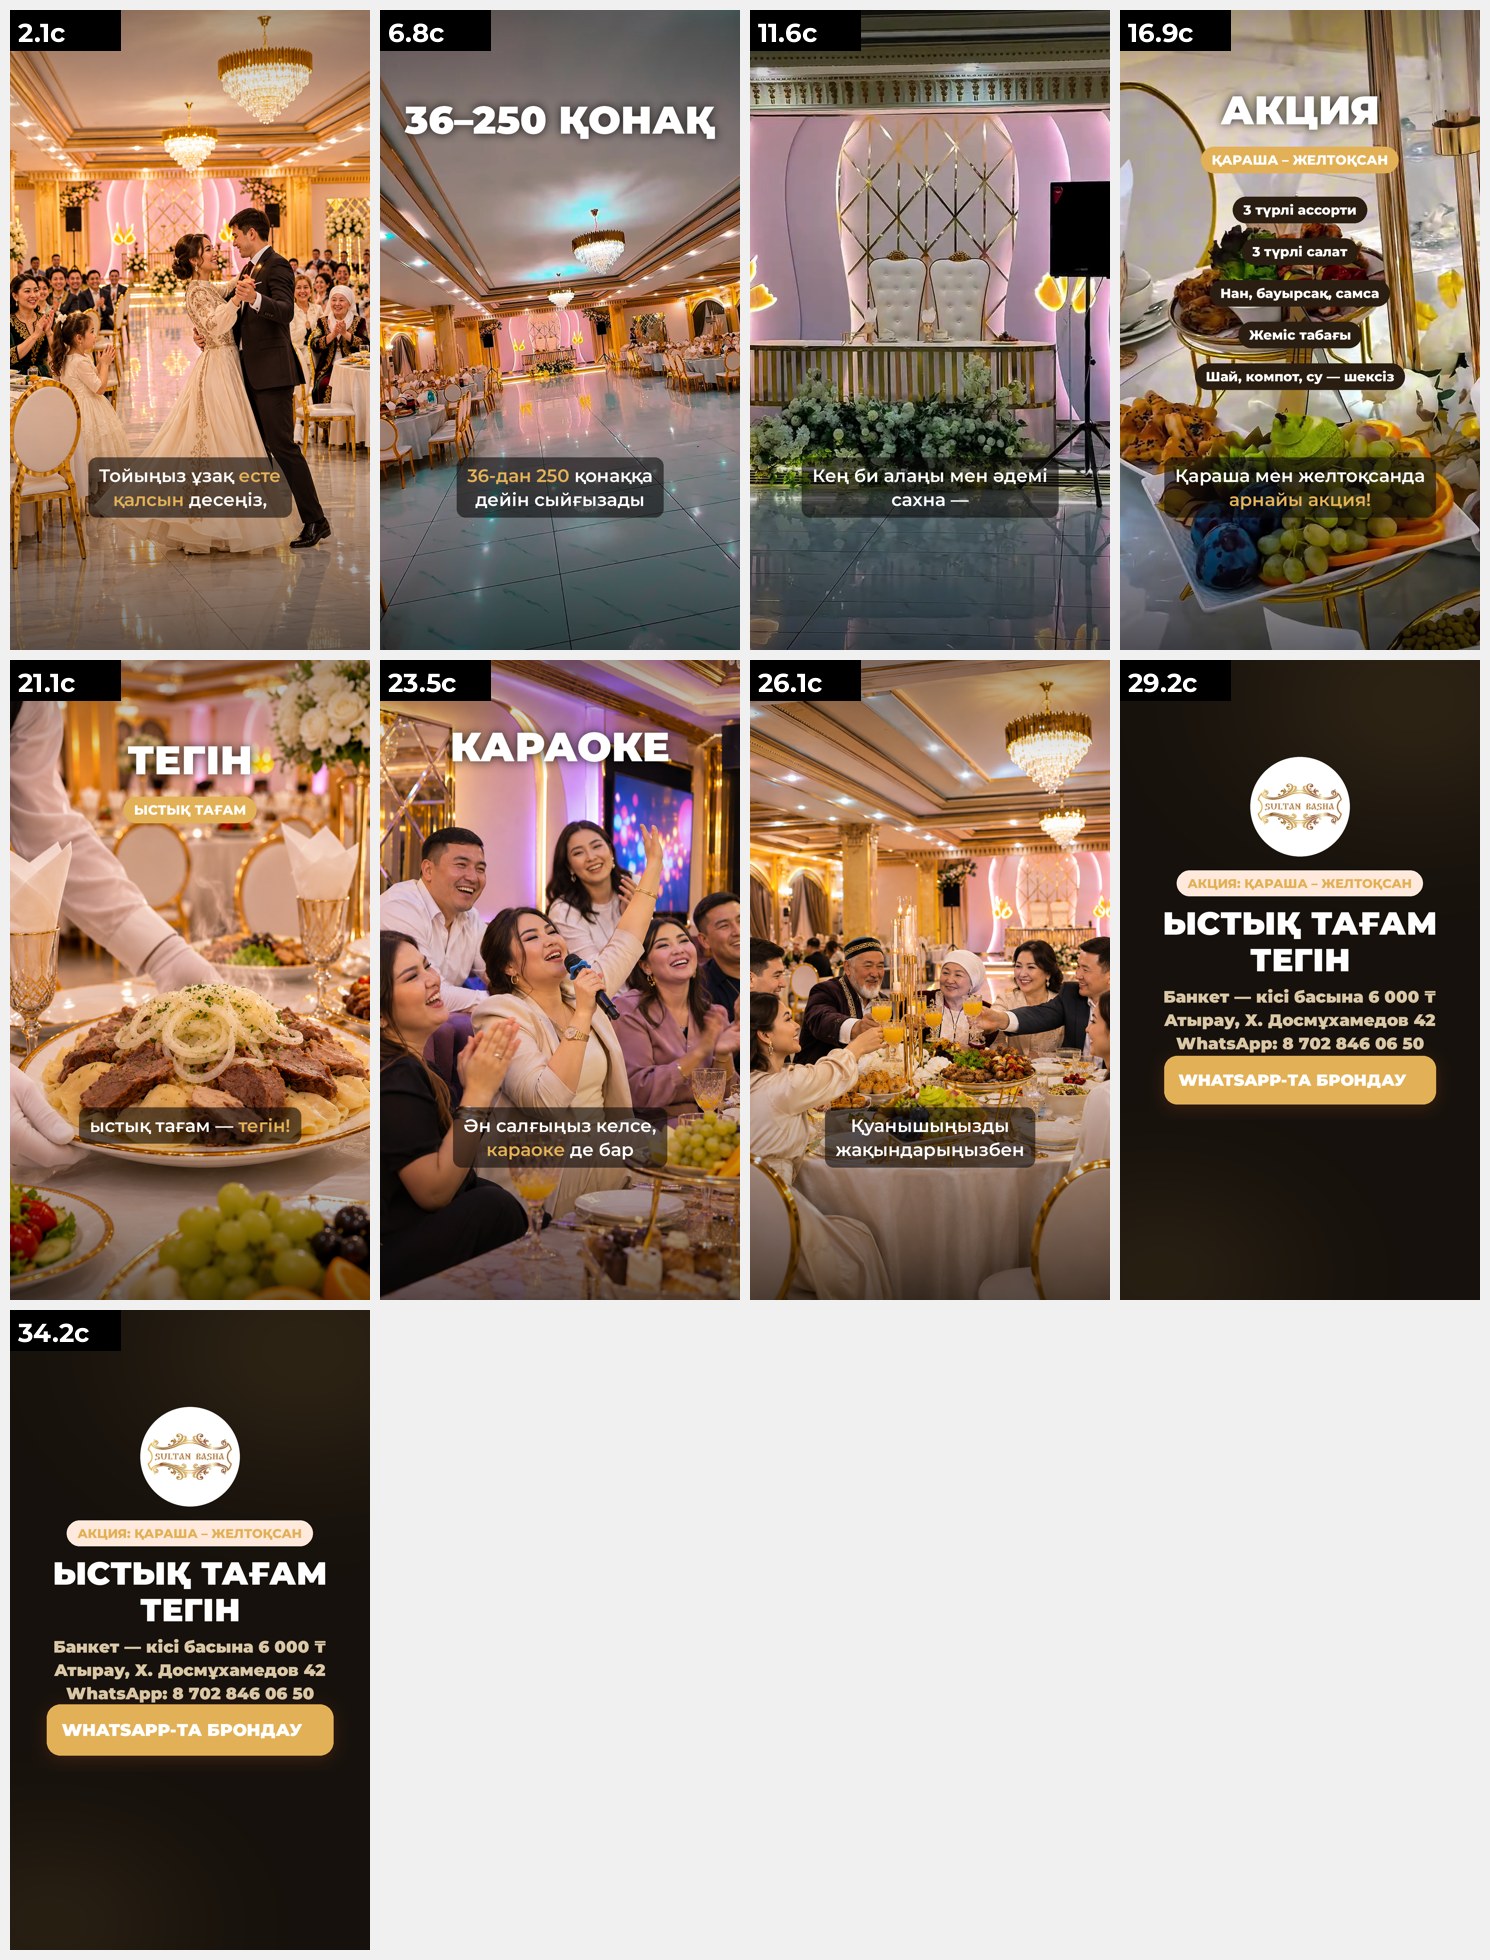 2.1с
Тойыңыз ұзақ есте
қалсын десеңіз,
6.8с
36–250 ҚОНАҚ
36-дан 250 қонаққа
дейін сыйғызады
11.6с
Кең би алаңы мен әдемі
сахна —
16.9с
АКЦИЯ
ҚАРАША – ЖЕЛТОҚСАН
3 түрлі ассорти
3 түрлі салат
Нан, бауырсақ, самса
Жеміс табағы
Шай, компот, су — шексіз
Қараша мен желтоқсанда
арнайы акция!
21.1с
ТЕГІН
ЫСТЫҚ ТАҒАМ
ыстық тағам — тегін!
23.5с
КАРАОКЕ
Ән салғыңыз келсе,
караоке де бар
26.1с
Қуанышыңызды
жақындарыңызбен
29.2с
SULTAN BASHA
АКЦИЯ: ҚАРАША – ЖЕЛТОҚСАН
ЫСТЫҚ ТАҒАМ
ТЕГІН
Банкет — кісі басына 6 000 ₸
Атырау, Х. Досмұхамедов 42
WhatsApp: 8 702 846 06 50
WHATSAPP-ТА БРОНДАУ
34.2с
SULTAN BASHA
АКЦИЯ: ҚАРАША – ЖЕЛТОҚСАН
ЫСТЫҚ ТАҒАМ
ТЕГІН
Банкет — кісі басына 6 000 ₸
Атырау, Х. Досмұхамедов 42
WhatsApp: 8 702 846 06 50
WHATSAPP-ТА БРОНДАУ